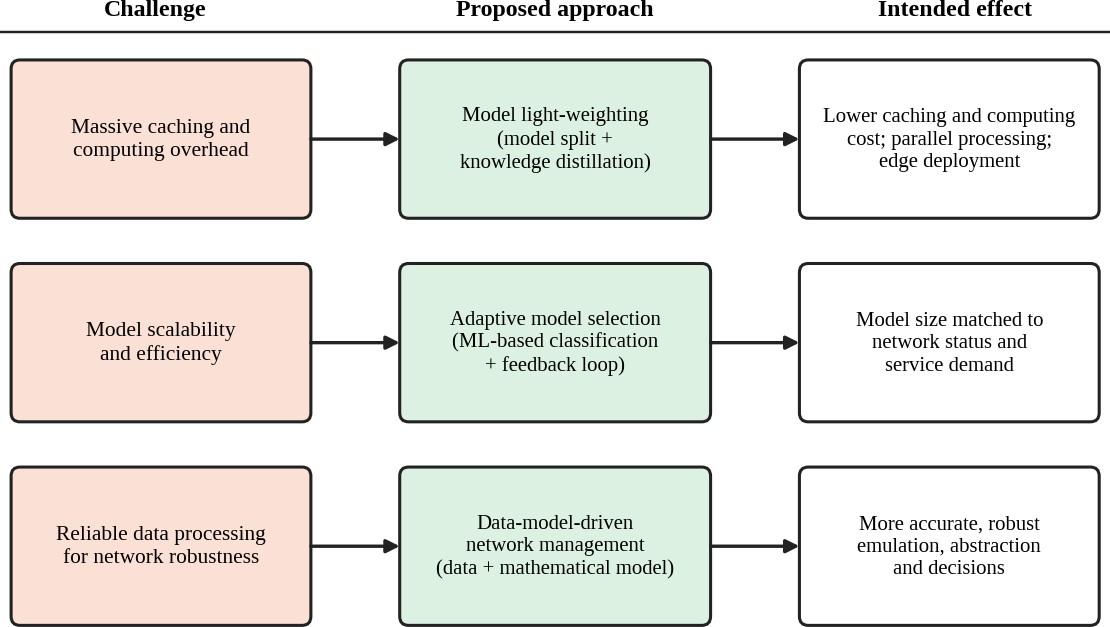 Challenge
Proposed approach
Intended effect
Massive caching and
computing overhead
Model light-weighting
(model split +
knowledge distillation)
Lower caching and computing
cost; parallel processing;
edge deployment
Model scalability
and efficiency
Adaptive model selection
(ML-based classification
+ feedback loop)
Model size matched to
network status and
service demand
Reliable data processing
for network robustness
Data-model-driven
network management
(data + mathematical model)
More accurate, robust
emulation, abstraction
and decisions